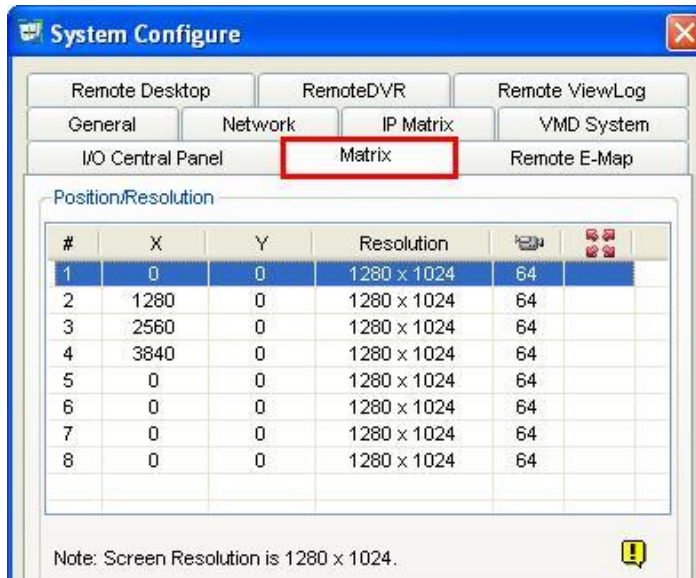 System Configure
Remote Desktop RemoteDVR Remote ViewLog
General Network IP Matrix VMD System
I/O Central Panel Matrix Remote E-Map
Position/Resolution
# X Y Resolution
1 0 0 1280 x 1024 64
2 1280 0 1280 x 1024 64
3 2560 0 1280 x 1024 64
4 3840 0 1280 x 1024 64
5 0 0 1280 x 1024 64
6 0 0 1280 x 1024 64
7 0 0 1280 x 1024 64
8 0 0 1280 x 1024 64
Note: Screen Resolution is 1280 x 1024.